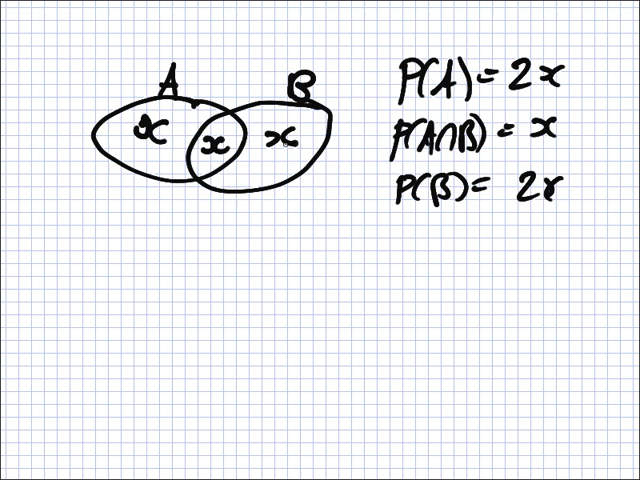 A B
x x x
P(A) = 2x
P(A∩B) = x
P(B) = 2x